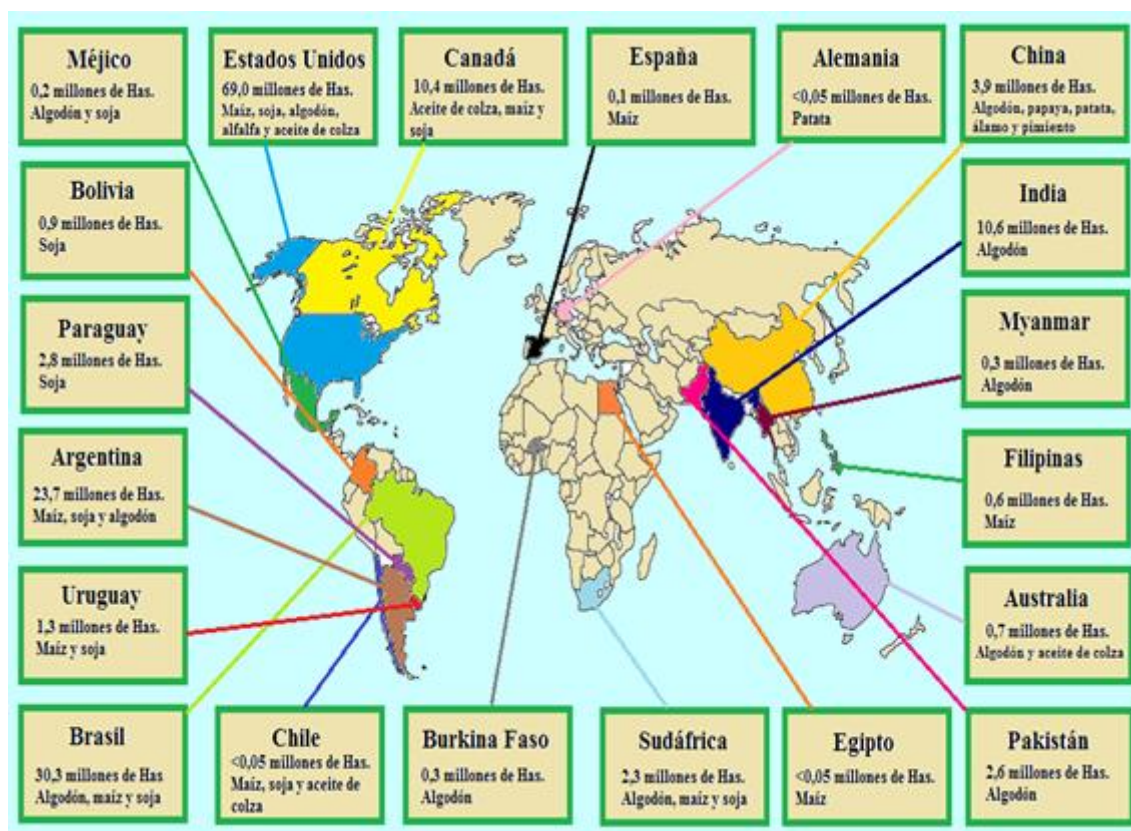 Méjico
0,2 millones de Has.
Algodón y soja
Estados Unidos
69,0 millones de Has.
Maíz, soja, algodón,
alfalfa y aceite de colza
Canadá
10,4 millones de Has.
Aceite de colza, maíz y
soja
España
0,1 millones de Has.
Maíz
Alemania
<0,05 millones de Has.
Patata
China
3,9 millones de Has.
Algodón, papaya, patata,
álamo y pimiento
Bolivia
0,9 millones de Has.
Soja
India
10,6 millones de Has.
Algodón
Paraguay
2,8 millones de Has.
Soja
Myanmar
0,3 millones de Has.
Algodón
Argentina
23,7 millones de Has.
Maíz, soja y algodón
Filipinas
0,6 millones de Has.
Maíz
Uruguay
1,3 millones de Has.
Maíz y soja
Australia
0,7 millones de Has.
Algodón y aceite de colza
Brasil
30,3 millones de Has
Algodón, maíz y soja
Chile
<0,05 millones de Has.
Maíz, soja y aceite de
colza
Burkina Faso
0,3 millones de Has.
Algodón
Sudáfrica
2,3 millones de Has.
Algodón, maíz y soja
Egipto
<0,05 millones de Has.
Maíz
Pakistán
2,6 millones de Has.
Algodón